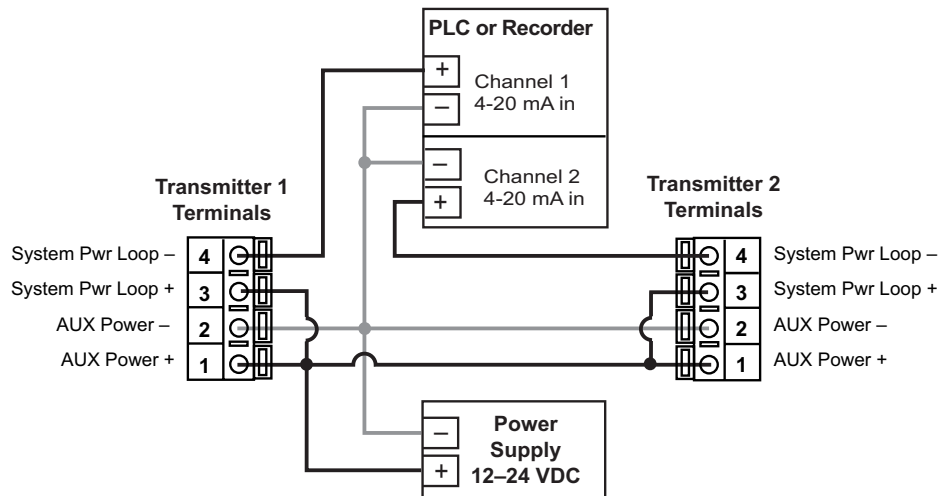 PLC or Recorder
+
Channel 1
4-20 mA in
–
–
Channel 2
4-20 mA in
+
Transmitter 1
Terminals
System Pwr Loop –
4
System Pwr Loop +
3
AUX Power –
2
AUX Power +
1
Transmitter 2
Terminals
4
System Pwr Loop –
3
System Pwr Loop +
2
AUX Power –
1
AUX Power +
–
+
Power
Supply
12–24 VDC